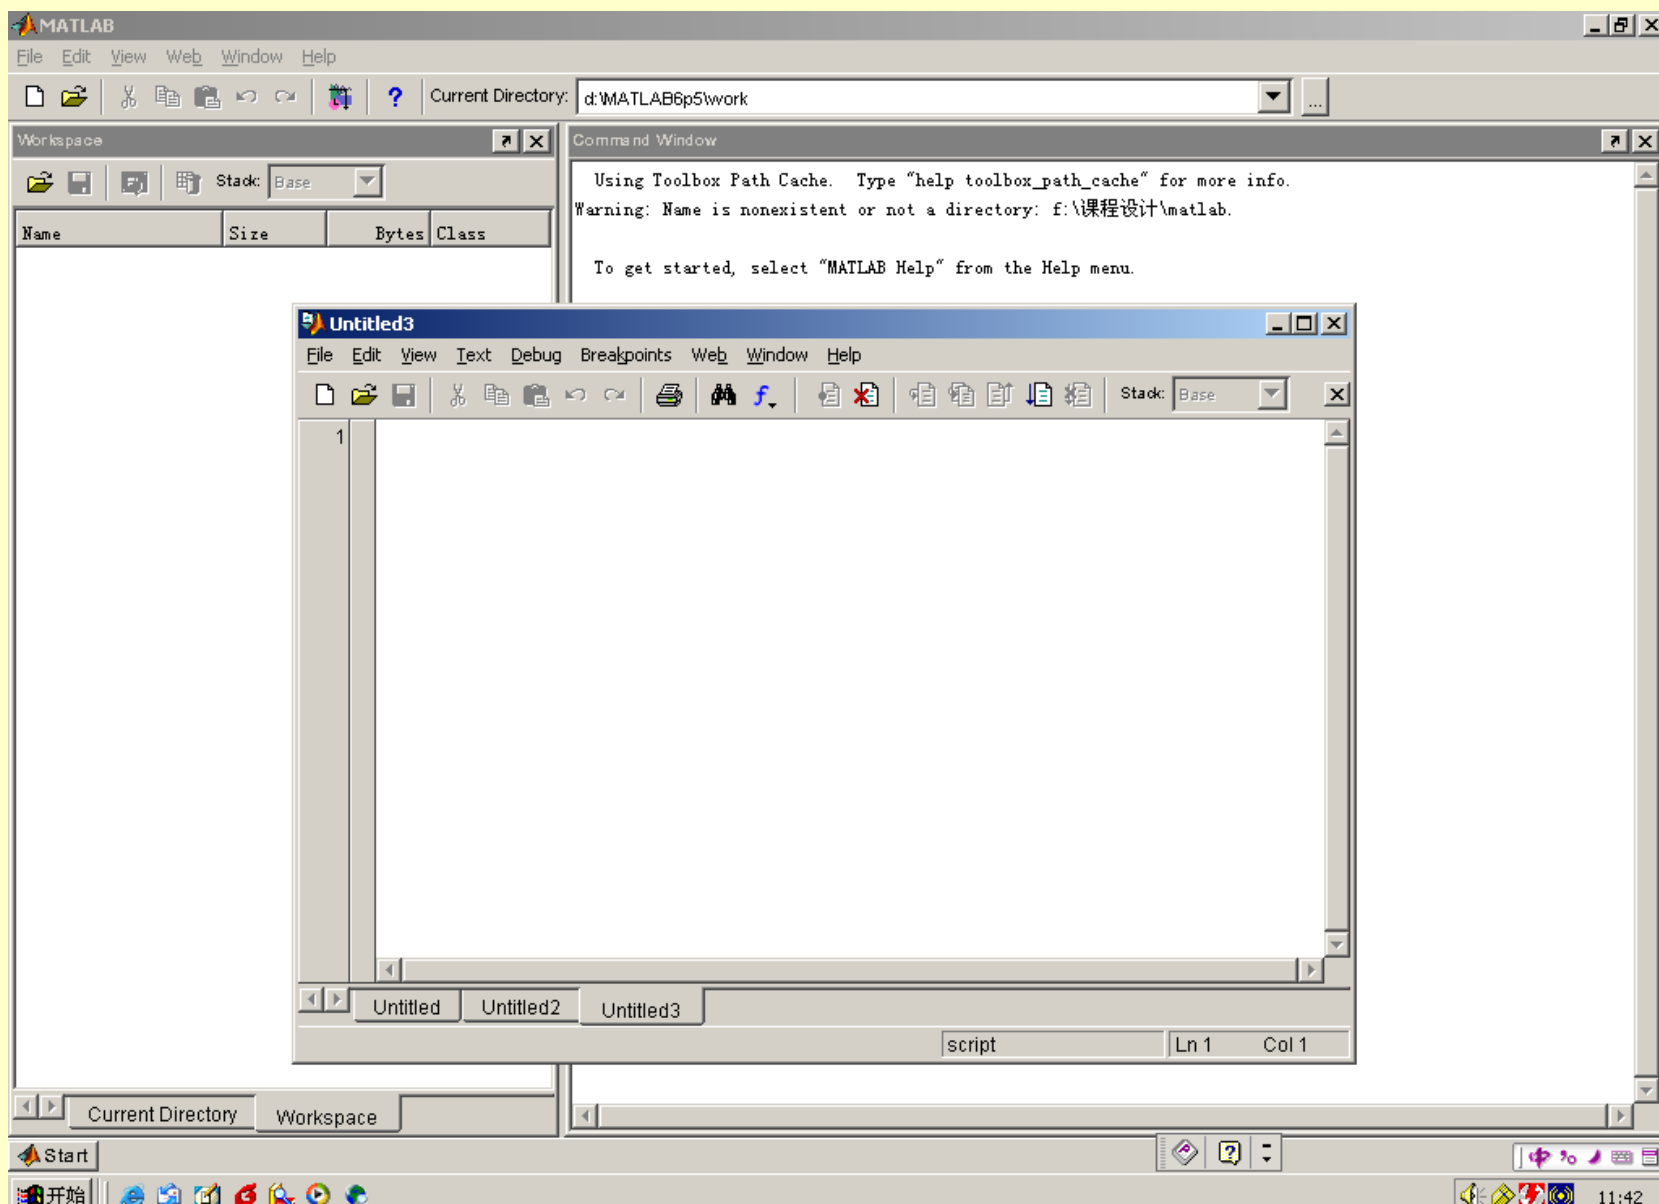 MATLAB
File Edit View Web Window Help
Current Directory: d:\MATLAB6p5\work ...
Workspace
Stack: Base
Name Size Bytes Class
Command Window
Using Toolbox Path Cache. Type "help toolbox_path_cache" for more info.
Warning: Name is nonexistent or not a directory: f:\课程设计\matlab.
To get started, select "MATLAB Help" from the Help menu.
Untitled3
File Edit View Text Debug Breakpoints Web Window Help
Stack: Base
1
Untitled Untitled2 Untitled3
script Ln 1 Col 1
Current Directory Workspace
Start
中
开始 11:42